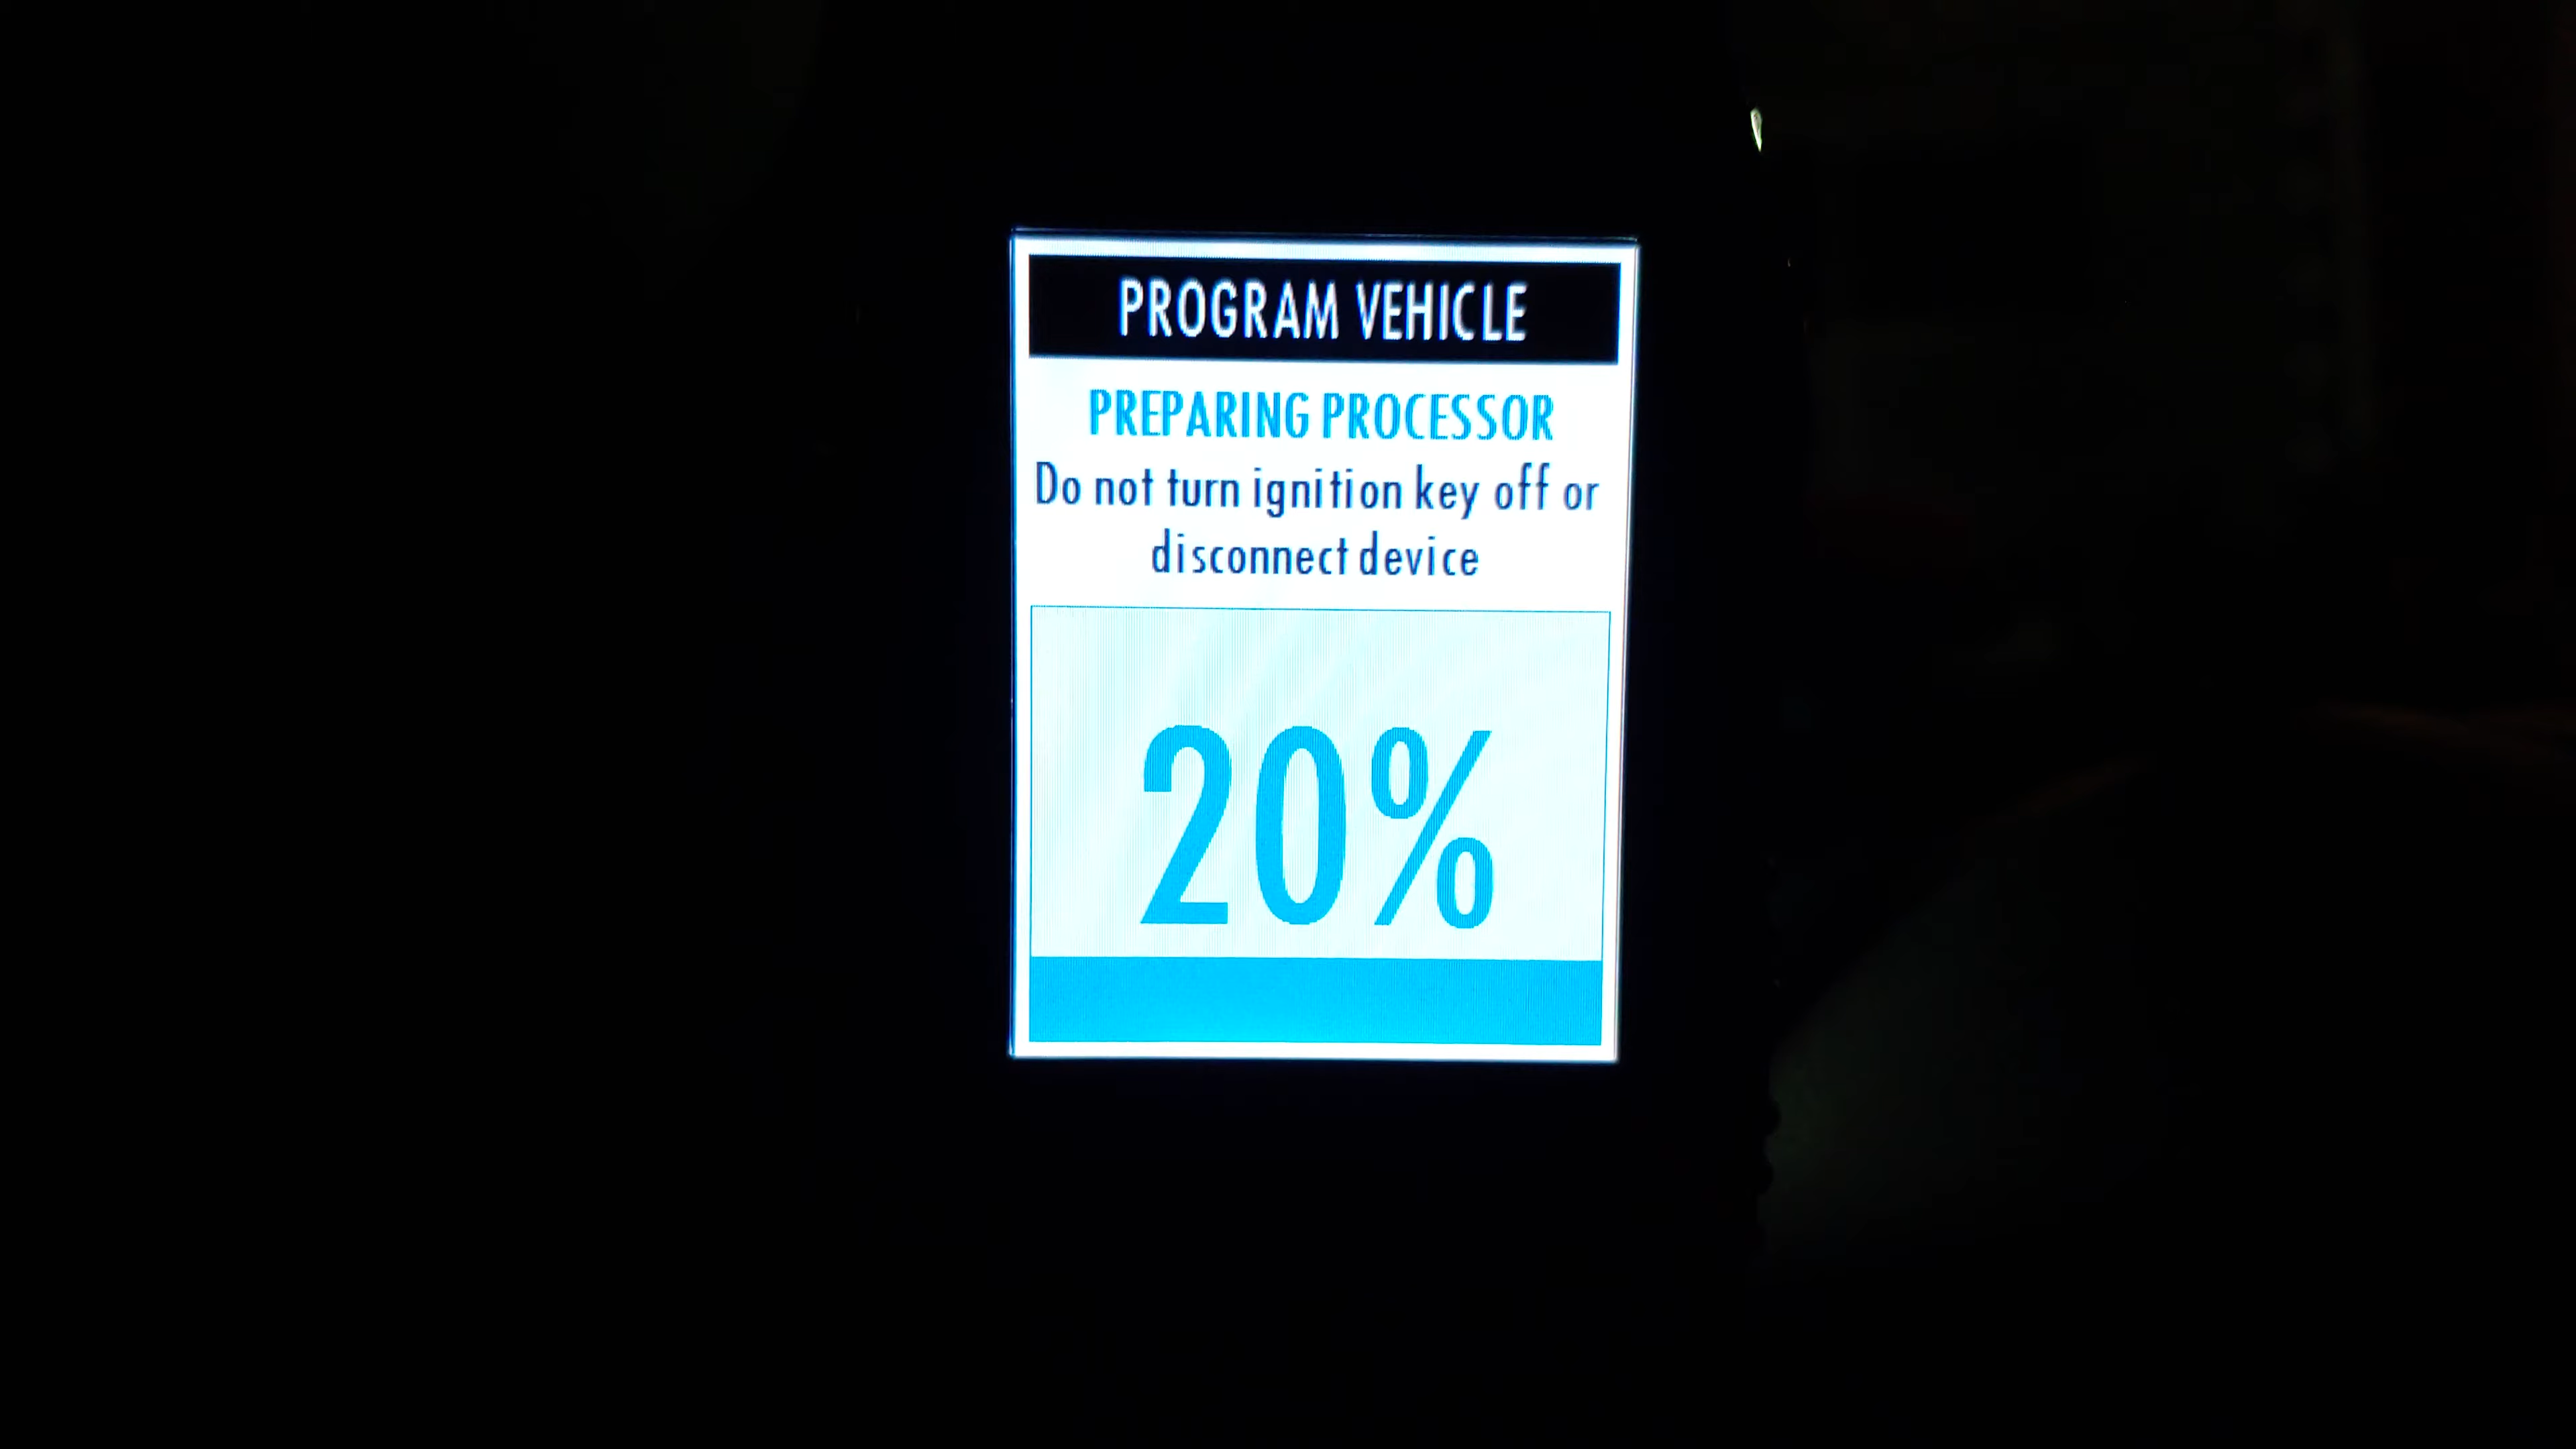 PROGRAM VEHICLE
PREPARING PROCESSOR
Do not turn ignition key off or
disconnect device
20%